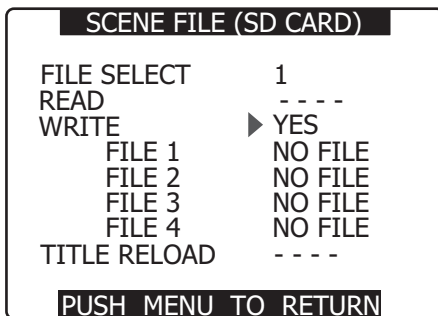 SCENE FILE (SD CARD)
FILE SELECT 1
READ - - - -
WRITE YES
FILE 1 NO FILE
FILE 2 NO FILE
FILE 3 NO FILE
FILE 4 NO FILE
TITLE RELOAD - - - -
PUSH MENU TO RETURN